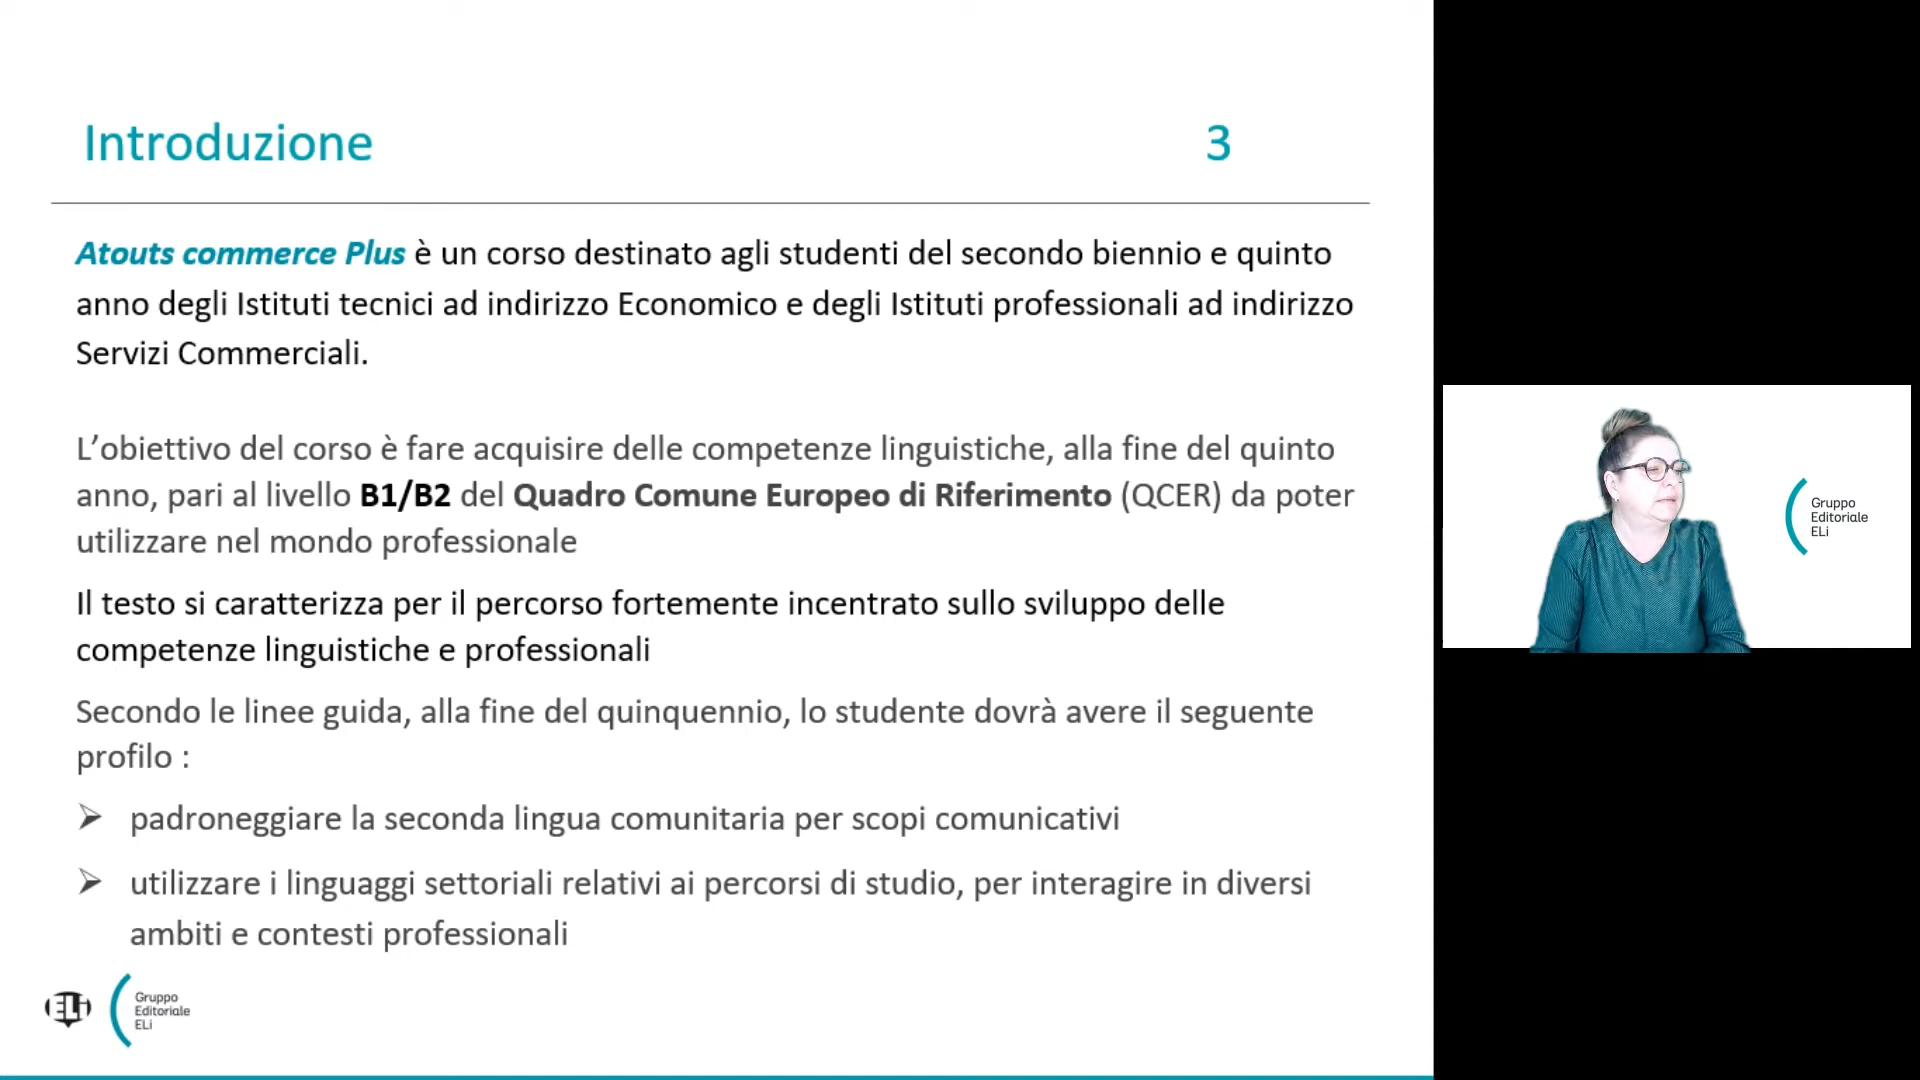 Introduzione 3
Atouts commerce Plus è un corso destinato agli studenti del secondo biennio e quinto
anno degli Istituti tecnici ad indirizzo Economico e degli Istituti professionali ad indirizzo
Servizi Commerciali.
L’obiettivo del corso è fare acquisire delle competenze linguistiche, alla fine del quinto
anno, pari al livello B1/B2 del Quadro Comune Europeo di Riferimento (QCER) da poter
utilizzare nel mondo professionale
Il testo si caratterizza per il percorso fortemente incentrato sullo sviluppo delle
competenze linguistiche e professionali
Secondo le linee guida, alla fine del quinquennio, lo studente dovrà avere il seguente
profilo :
➢ padroneggiare la seconda lingua comunitaria per scopi comunicativi
➢ utilizzare i linguaggi settoriali relativi ai percorsi di studio, per interagire in diversi
ambiti e contesti professionali
ELi
Gruppo
Editoriale
ELi
Gruppo
Editoriale
ELi